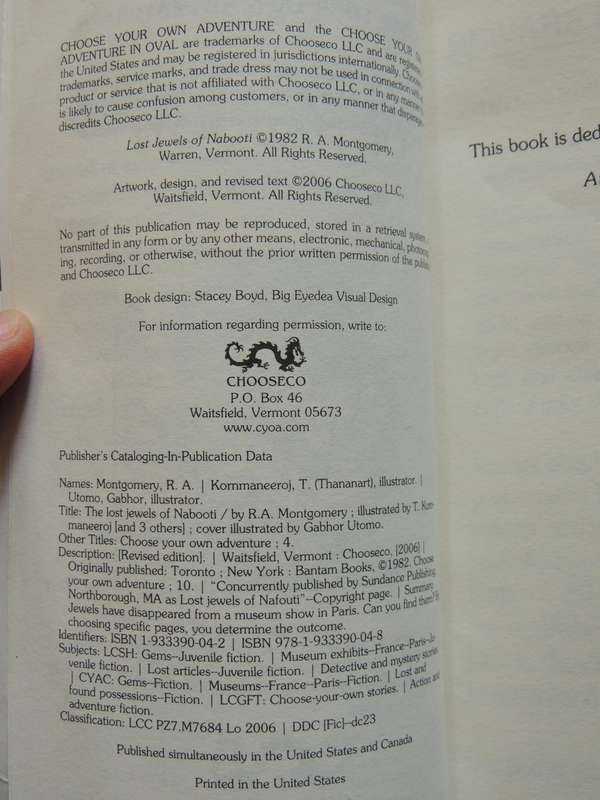 CHOOSE YOUR OWN ADVENTURE and the CHOOSE YOUR
ADVENTURE IN OVAL are trademarks of Chooseco LLC and are
the United States and may be registered in jurisdictions internationally.
trademarks, service marks, and trade dress may not be used in connection
product or service that is not affiliated with Chooseco LLC, or in any manner
is likely to cause confusion among customers, or in any manner that
discredits Chooseco LLC.
Lost Jewels of Nabooti ©1982 R. A. Montgomery,
Warren, Vermont. All Rights Reserved.
Artwork, design, and revised text ©2006 Chooseco LLC,
Waitsfield, Vermont. All Rights Reserved.
No part of this publication may be reproduced, stored in a retrieval system
transmitted in any form or by any other means, electronic, mechanical,
ing, recording, or otherwise, without the prior written permission of the
and Chooseco LLC.
Book design: Stacey Boyd, Big Eyedea Visual Design
For information regarding permission, write to:
CHOOSECO
P.O. Box 46
Waitsfield, Vermont 05673
www.cyoa.com
Publisher's Cataloging-In-Publication Data
Names: Montgomery, R. A. | Kornmaneeroj, T. (Thananart), illustrator. |
Utomo, Gabhor, illustrator.
Title: The lost jewels of Nabooti / by R.A. Montgomery ; illustrated by T. Korn-
maneeroj [and 3 others] ; cover illustrated by Gabhor Utomo.
Other Titles: Choose your own adventure ; 4.
Description: [Revised edition]. | Waitsfield, Vermont : Chooseco, [2006] |
Originally published: Toronto ; New York : Bantam Books, ©1982. Choose
your own adventure ; 10. | "Concurrently published by Sundance Publishing,
Northborough, MA as Lost jewels of Nafouti"--Copyright page. | Summary:
Jewels have disappeared from a museum show in Paris. Can you find them? By
choosing specific pages, you determine the outcome.
Identifiers: ISBN 1-933390-04-2 | ISBN 978-1-933390-04-8
Subjects: LCSH: Gems--Juvenile fiction. | Museum exhibits--France--Paris--Ju-
venile fiction. | Lost articles--Juvenile fiction. | Detective and mystery stories.
| CYAC: Gems--Fiction. | Museums--France--Paris--Fiction. | Lost and
found possessions--Fiction. | LCGFT: Choose-your-own stories. | Action and
adventure fiction.
Classification: LCC PZ7.M7684 Lo 2006 | DDC [Fic]--dc23
Published simultaneously in the United States and Canada
Printed in the United States
This book is ded